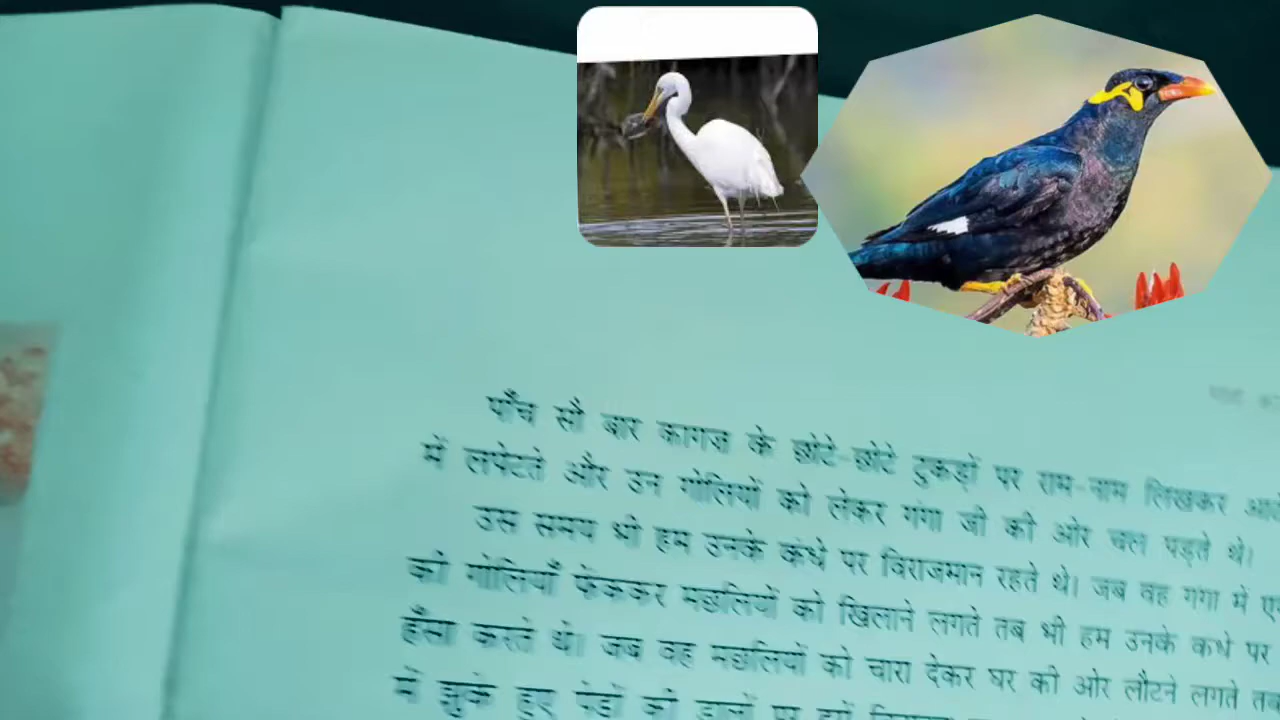 पाँच सौ बार कागज के छोटे-छोटे टुकड़ों पर राम-नाम लिखकर
में लपेटते और उन गोलियों को लेकर गंगा जी की ओर चल पड़ते थे।
उस समय भी हम उनके कंधे पर विराजमान रहते थे। जब वह गंगा में
की गोलियाँ फेंककर मछलियों को खिलाने लगते तब भी हम उनके कंधे पर
हँसा करते थे। जब वह मछलियों को चारा देकर घर की ओर लौटने लगते तब
में झुके हुए पेड़ों की डालों पर हमें